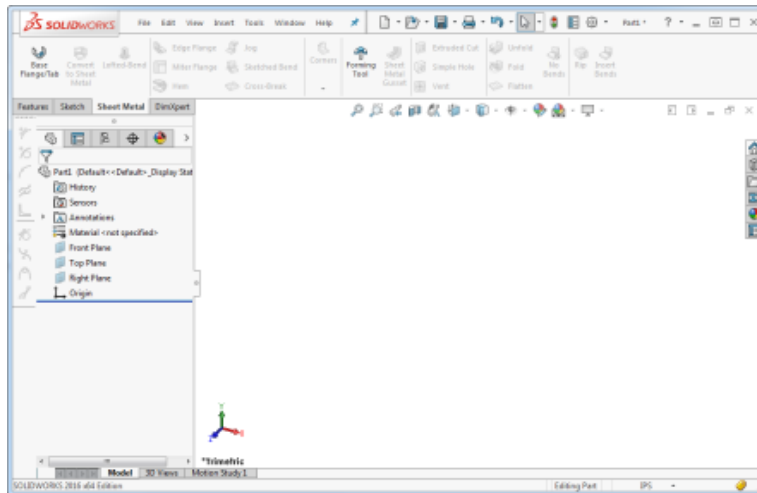 SOLIDWORKS File Edit View Insert Tools Window Help Part1 * ?
Base Flange/Tab
Convert to Sheet Metal
Lofted-Bend
Edge Flange
Miter Flange
Hem
Jog
Sketched Bend
Cross-Break
Corners
Forming Tool
Sheet Metal Gusset
Extruded Cut
Simple Hole
Vent
Unfold
Fold
Flatten
No Bends
Rip
Insert Bends
Features Sketch Sheet Metal DimXpert
Part1 (Default<<Default>_Display Stat
History
Sensors
Annotations
Material <not specified>
Front Plane
Top Plane
Right Plane
Origin
*Trimetric
Model 3D Views Motion Study 1
SOLIDWORKS 2016 x64 Edition Editing Part IPS